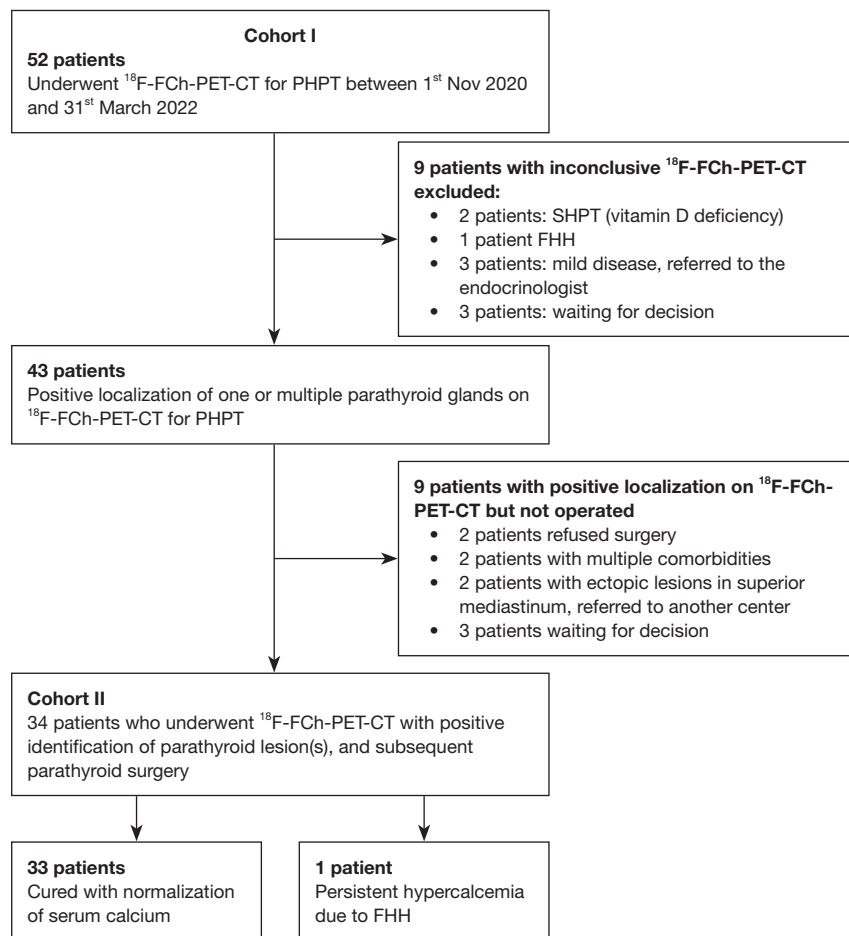 Cohort I
52 patients
Underwent ¹⁸F-FCh-PET-CT for PHPT between 1ˢᵗ Nov 2020
and 31ˢᵗ March 2022
9 patients with inconclusive ¹⁸F-FCh-PET-CT
excluded:
• 2 patients: SHPT (vitamin D deficiency)
• 1 patient FHH
• 3 patients: mild disease, referred to the
endocrinologist
• 3 patients: waiting for decision
43 patients
Positive localization of one or multiple parathyroid glands on
¹⁸F-FCh-PET-CT for PHPT
9 patients with positive localization on ¹⁸F-FCh-
PET-CT but not operated
• 2 patients refused surgery
• 2 patients with multiple comorbidities
• 2 patients with ectopic lesions in superior
mediastinum, referred to another center
• 3 patients waiting for decision
Cohort II
34 patients who underwent ¹⁸F-FCh-PET-CT with positive
identification of parathyroid lesion(s), and subsequent
parathyroid surgery
33 patients
Cured with normalization
of serum calcium
1 patient
Persistent hypercalcemia
due to FHH